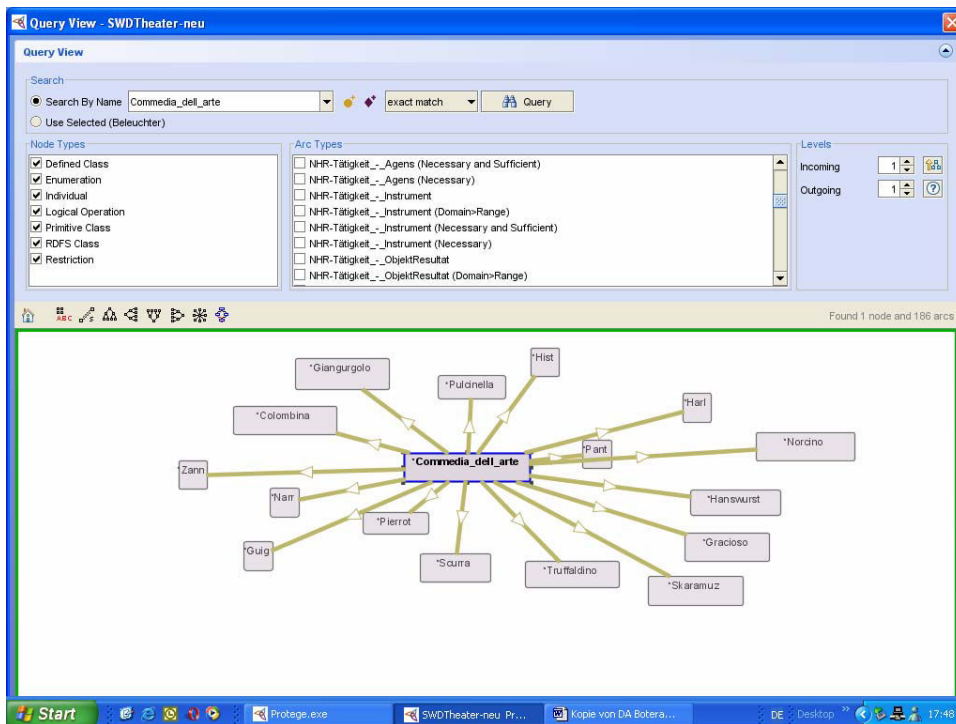 Query View - SWDTheater-neu
Query View
Search
Search By Name Commedia_dell_arte exact match Query
Use Selected (Beleuchter)
Node Types
Defined Class
Enumeration
Individual
Logical Operation
Primitive Class
RDFS Class
Restriction
Arc Types
NHR-Tätigkeit_-_Agens (Necessary and Sufficient)
NHR-Tätigkeit_-_Agens (Necessary)
NHR-Tätigkeit_-_Instrument
NHR-Tätigkeit_-_Instrument (Domain>Range)
NHR-Tätigkeit_-_Instrument (Necessary and Sufficient)
NHR-Tätigkeit_-_Instrument (Necessary)
NHR-Tätigkeit_-_ObjektResultat
NHR-Tätigkeit_-_ObjektResultat (Domain>Range)
Levels
Incoming 1
Outgoing 1
ABC
Found 1 node and 186 arcs
*Hist
*Giangurgolo
*Pulcinella
*Harl
*Colombina
*Norcino
*Pant
*Commedia_dell_arte
*Zann
*Narr
*Hanswurst
*Pierrot
*Gracioso
*Guig
*Scurra
*Truffaldino
*Skaramuz
Start
Protege.exe
SWDTheater-neu Pr...
Kopie von DA Botera...
DE
Desktop
17:48